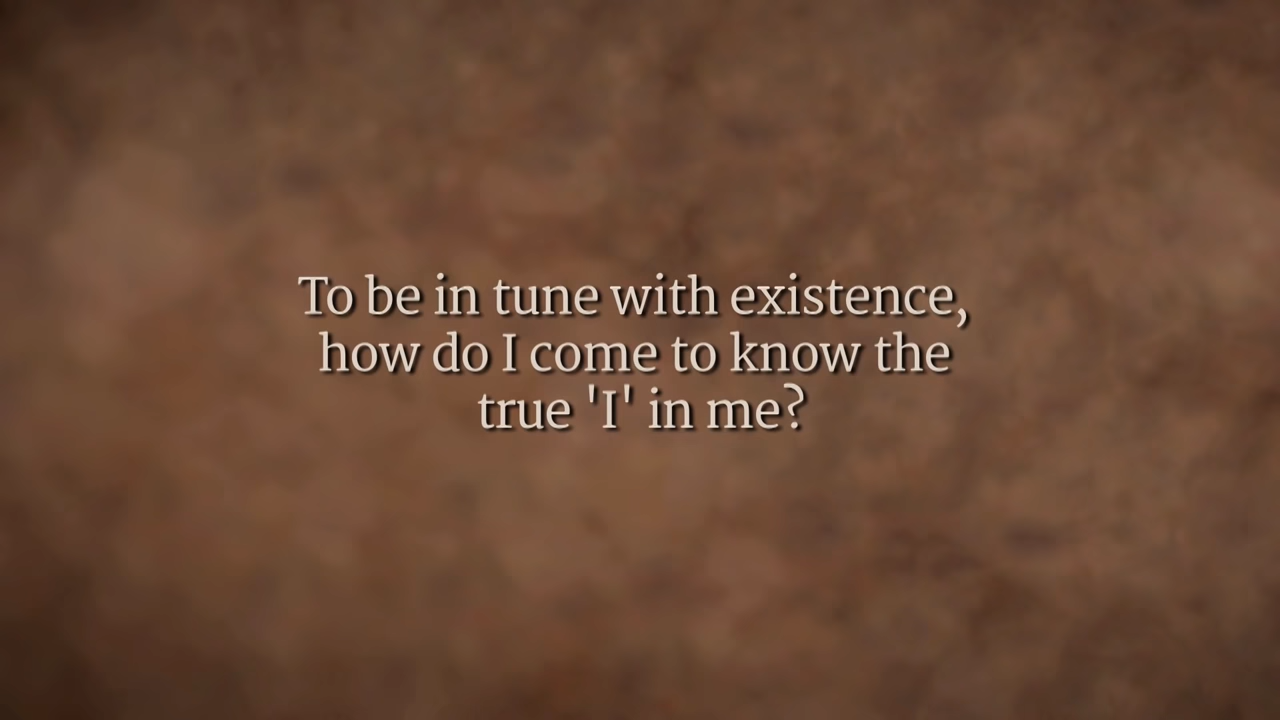 To be in tune with existence,
how do I come to know the
true 'I' in me?